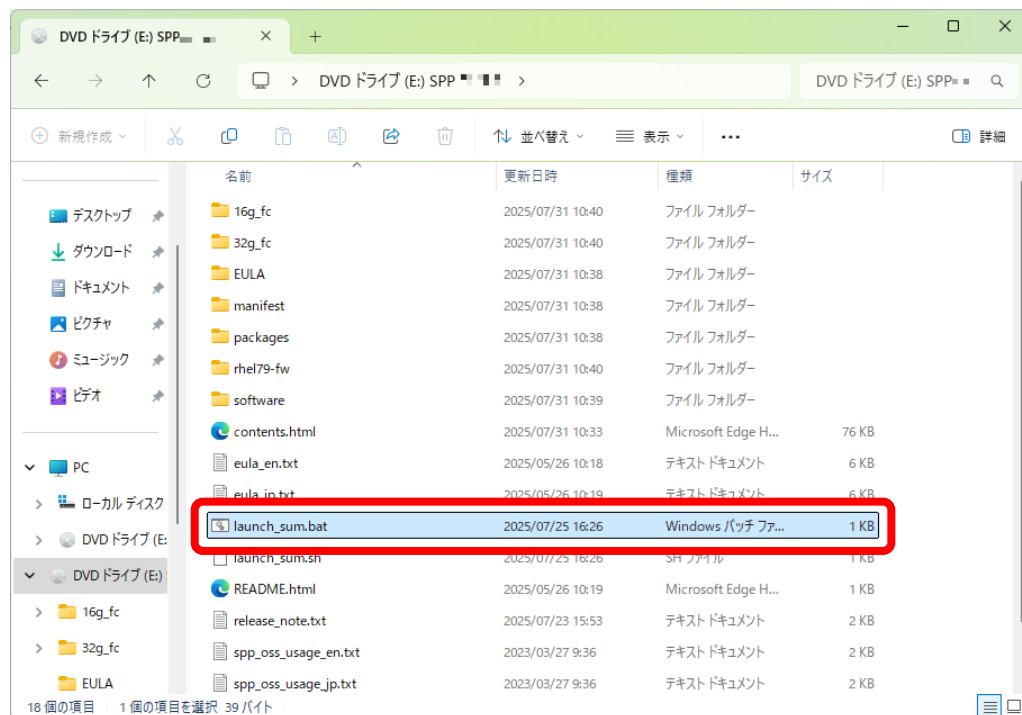 DVD ドライブ (E:) SPP
DVD ドライブ (E:) SPP
DVD ドライブ (E:) SPP
新規作成
並べ替え
表示
詳細
名前 更新日時 種類 サイズ
デスクトップ
ダウンロード
ドキュメント
ピクチャ
ミュージック
ビデオ
PC
ローカル ディスク
DVD ドライブ (E:
DVD ドライブ (E:)
16g_fc
32g_fc
EULA
16g_fc 2025/07/31 10:40 ファイル フォルダー
32g_fc 2025/07/31 10:40 ファイル フォルダー
EULA 2025/07/31 10:38 ファイル フォルダー
manifest 2025/07/31 10:38 ファイル フォルダー
packages 2025/07/31 10:38 ファイル フォルダー
rhel79-fw 2025/07/31 10:40 ファイル フォルダー
software 2025/07/31 10:39 ファイル フォルダー
contents.html 2025/07/31 10:33 Microsoft Edge H... 76 KB
eula_en.txt 2025/05/26 10:18 テキスト ドキュメント 6 KB
eula_jp.txt 2025/05/26 10:19 テキスト ドキュメント 6 KB
launch_sum.bat 2025/07/25 16:26 Windows バッチ ファ... 1 KB
launch_sum.sh 2025/07/25 16:26 SH ファイル 1 KB
README.html 2025/05/26 10:19 Microsoft Edge H... 1 KB
release_note.txt 2025/07/23 15:53 テキスト ドキュメント 2 KB
spp_oss_usage_en.txt 2023/03/27 9:36 テキスト ドキュメント 2 KB
spp_oss_usage_jp.txt 2023/03/27 9:36 テキスト ドキュメント 2 KB
18 個の項目 1 個の項目を選択 39 バイト